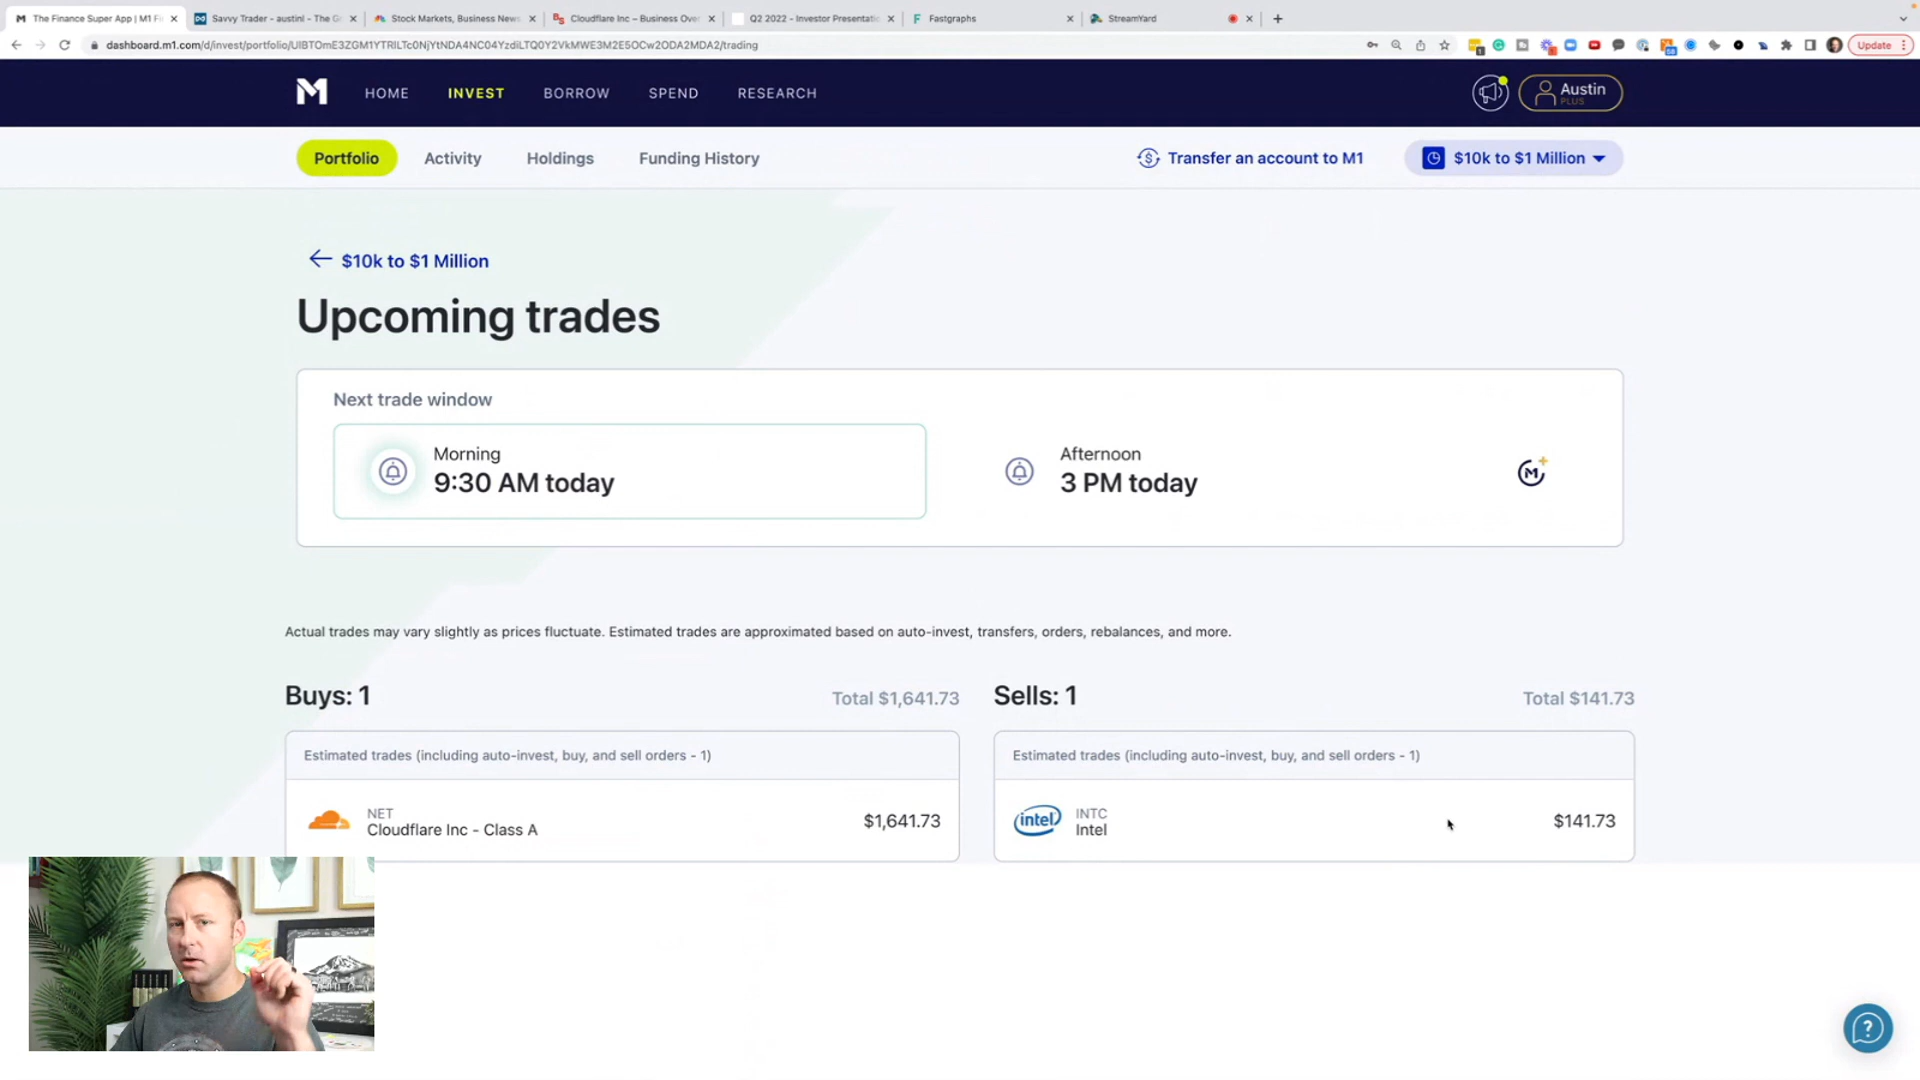 The Finance Super App | M1 Fi
Savvy Trader - austinl - The G
Stock Markets, Business News
Cloudflare Inc – Business Over
Q2 2022 - Investor Presentatio
Fastgraphs
StreamYard
dashboard.m1.com/d/invest/portfolio/
/trading
Update
HOME
INVEST
BORROW
SPEND
RESEARCH
Austin
PLUS
Portfolio
Activity
Holdings
Funding History
Transfer an account to M1
$10k to $1 Million
$10k to $1 Million
Upcoming trades
Next trade window
Morning
9:30 AM today
Afternoon
3 PM today
Actual trades may vary slightly as prices fluctuate. Estimated trades are approximated based on auto-invest, transfers, orders, rebalances, and more.
Buys: 1
Total $1,641.73
Estimated trades (including auto-invest, buy, and sell orders - 1)
NET
Cloudflare Inc - Class A
$1,641.73
Sells: 1
Total $141.73
Estimated trades (including auto-invest, buy, and sell orders - 1)
intel
INTC
Intel
$141.73